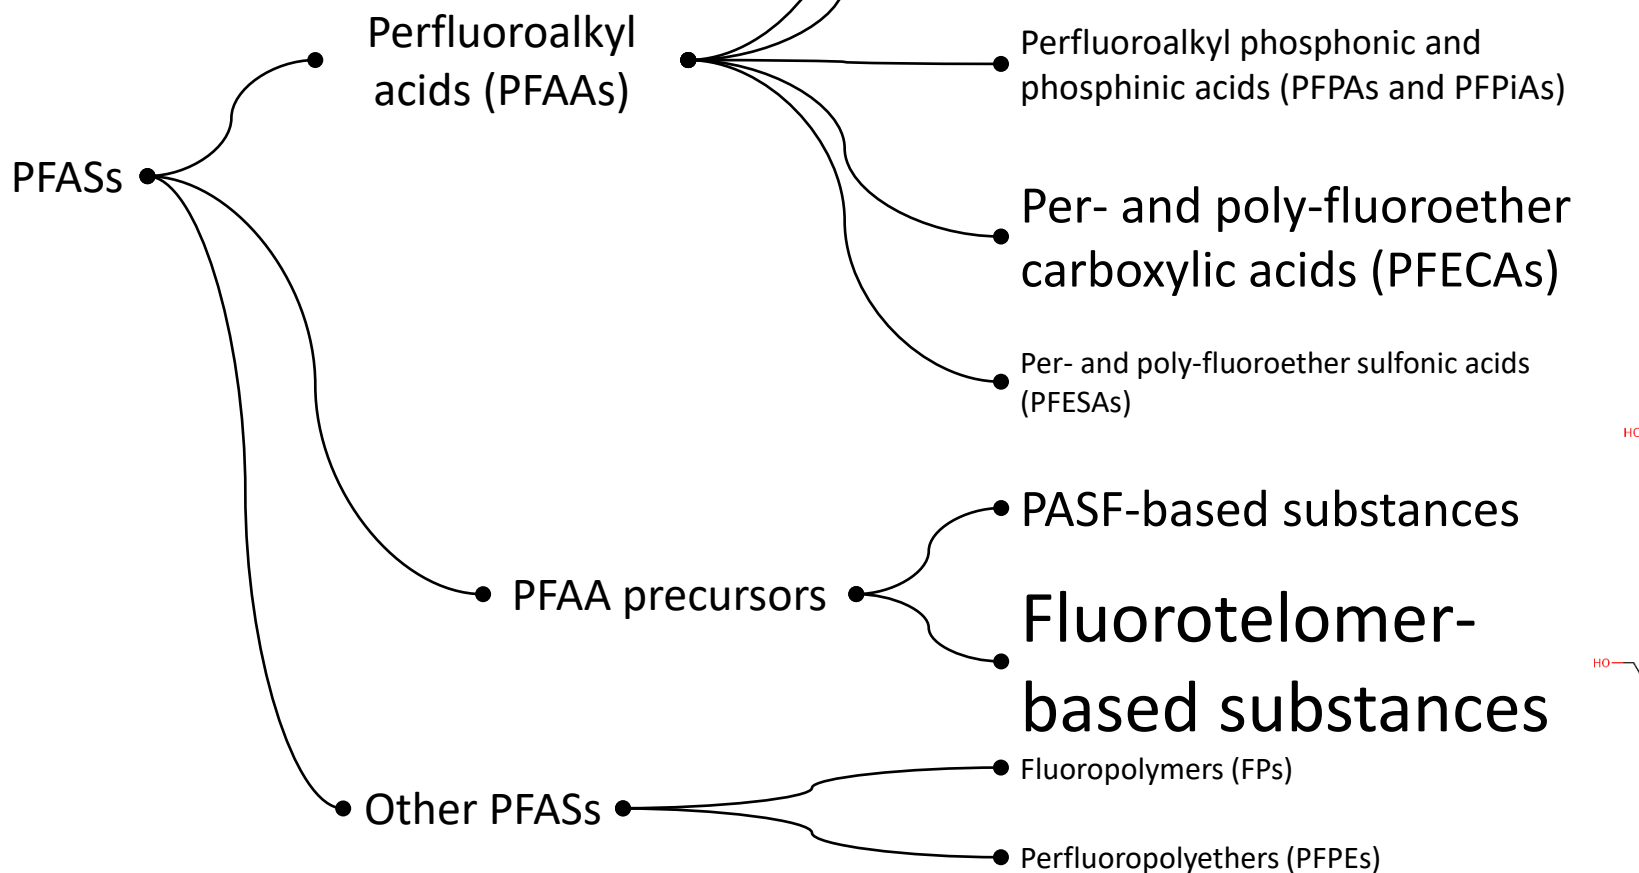 Perfluoroalkyl
acids (PFAAs)
Perfluoroalkyl phosphonic and
phosphinic acids (PFPAs and PFPiAs)
PFASs
Per- and poly-fluoroether
carboxylic acids (PFECAs)
Per- and poly-fluoroether sulfonic acids
(PFESAs)
HO
PASF-based substances
PFAA precursors
Fluorotelomer-
based substances
HO
Fluoropolymers (FPs)
Other PFASs
Perfluoropolyethers (PFPEs)